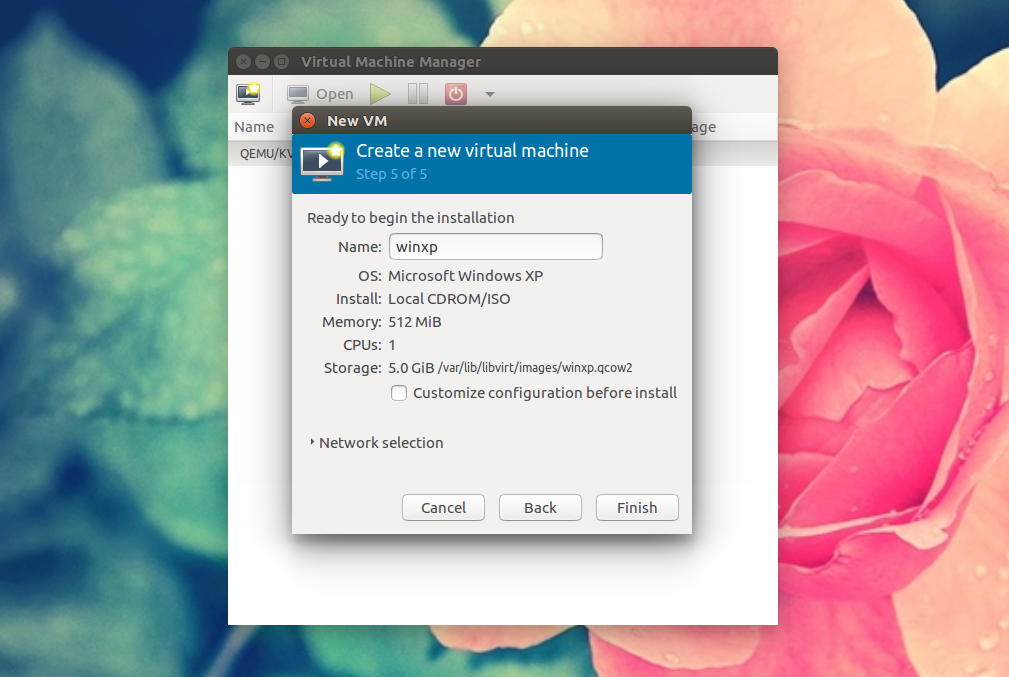 Virtual Machine Manager
Open
Name
QEMU/KV
New VM
Create a new virtual machine
Step 5 of 5
Ready to begin the installation
Name: winxp
OS: Microsoft Windows XP
Install: Local CDROM/ISO
Memory: 512 MiB
CPUs: 1
Storage: 5.0 GiB /var/lib/libvirt/images/winxp.qcow2
Customize configuration before install
Network selection
Cancel Back Finish